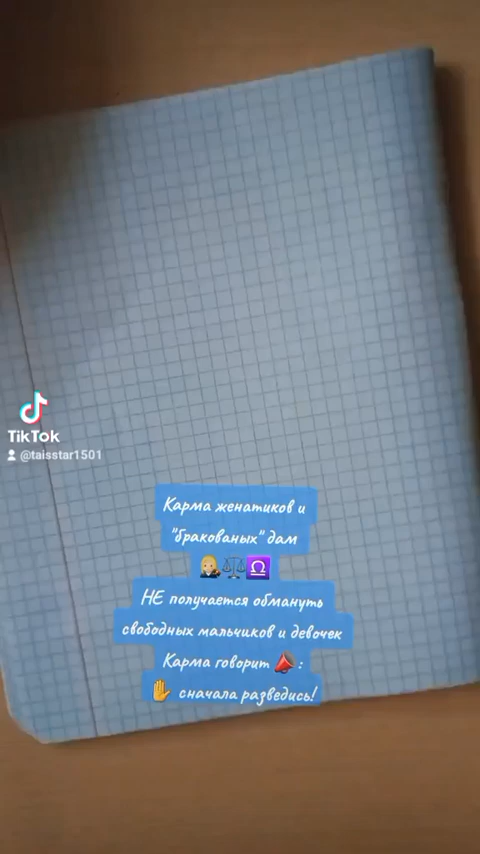 TikTok
@taisstar1501
Карма женатиков и
"бракованых" дам
👩🏼‍⚖️⚖️♎
НЕ получается обмануть
свободных мальчиков и девочек
Карма говорит 📣 :
✋ сначала разведись!